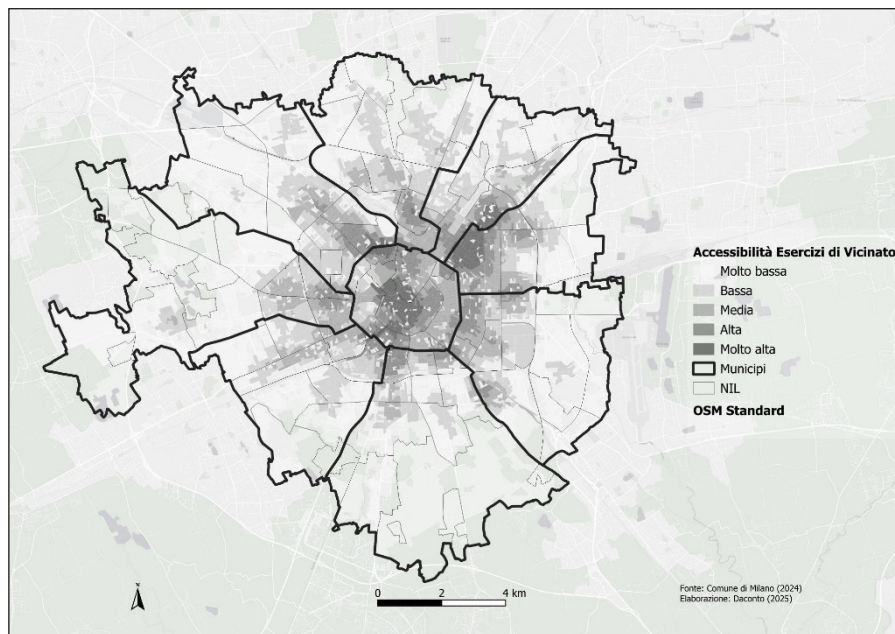 Accessibilità Esercizi di Vicinato
Molto bassa
Bassa
Media
Alta
Molto alta
Municipi
NIL
OSM Standard
N
0 2 4 km
Fonte: Comune di Milano (2024)
Elaborazione: Daconto (2025)